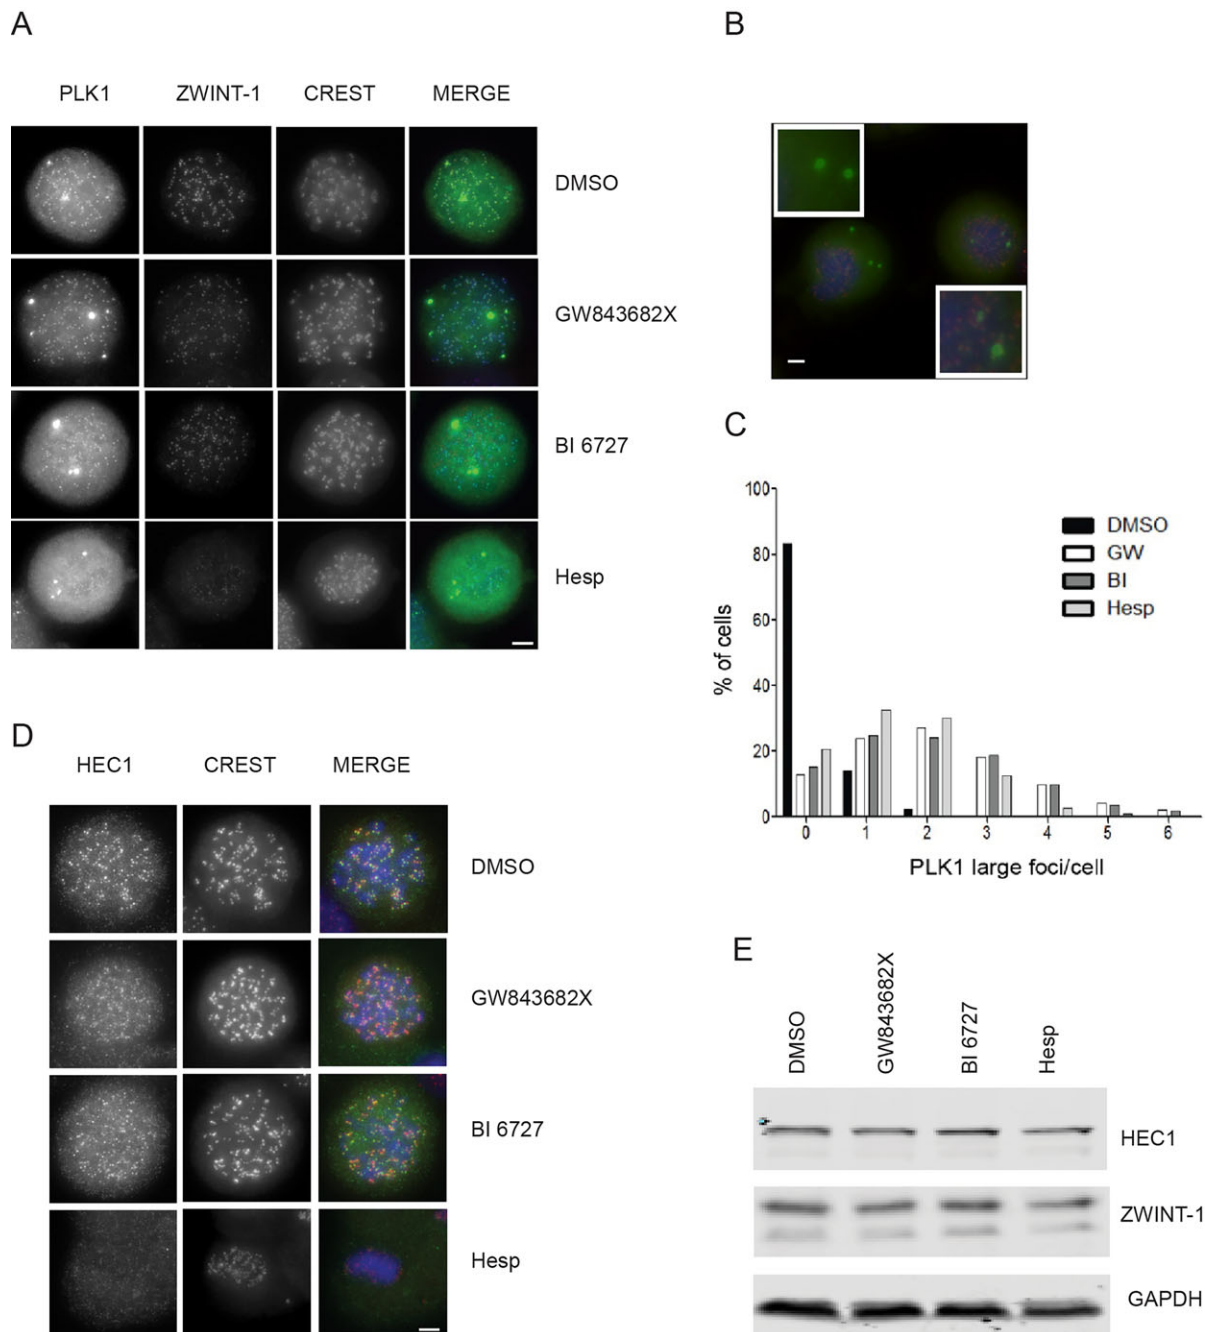 A
PLK1 ZWINT-1 CREST MERGE
DMSO
GW843682X
BI 6727
Hesp
B
C
100
80
60
40
20
0
% of cells
DMSO
GW
BI
Hesp
0 1 2 3 4 5 6
PLK1 large foci/cell
D
HEC1 CREST MERGE
DMSO
GW843682X
BI 6727
Hesp
E
DMSO
GW843682X
BI 6727
Hesp
HEC1
ZWINT-1
GAPDH